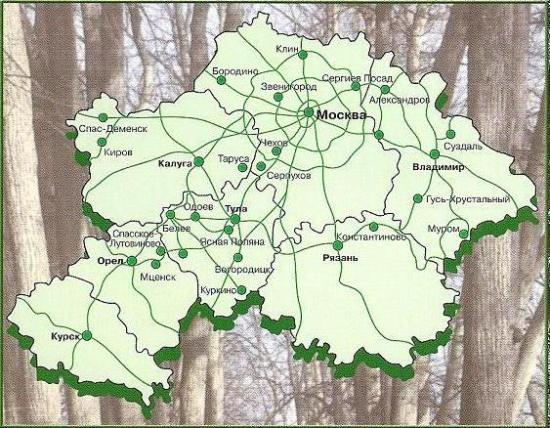 Клин
Бородино
Сергиев Посад
Звенигород
Александров
Москва
Спас-Деменск
Суздаль
Чехов
Киров
Калуга
Таруса
Владимир
Серпухов
Гусь-Хрустальный
Одоев
Тула
Белев
Константиново
Муром
Спасское-
Лутовиново
Ясная Поляна
Рязань
Орел
Богородицк
Мценск
Куркино
Курск